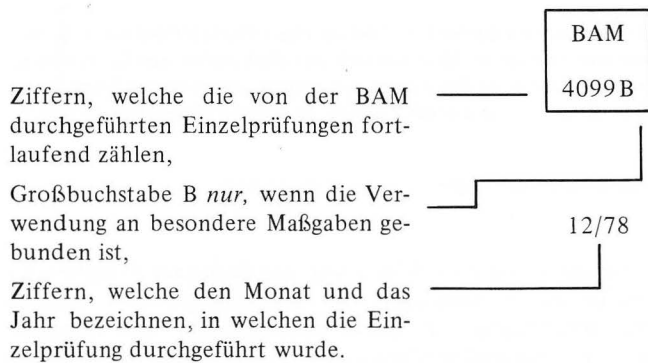 BAM
4099 B
Ziffern, welche die von der BAM
durchgeführten Einzelprüfungen fort-
laufend zählen,
Großbuchstabe B nur, wenn die Ver-
wendung an besondere Maßgaben ge-
bunden ist,
12/78
Ziffern, welche den Monat und das
Jahr bezeichnen, in welchen die Ein-
zelprüfung durchgeführt wurde.